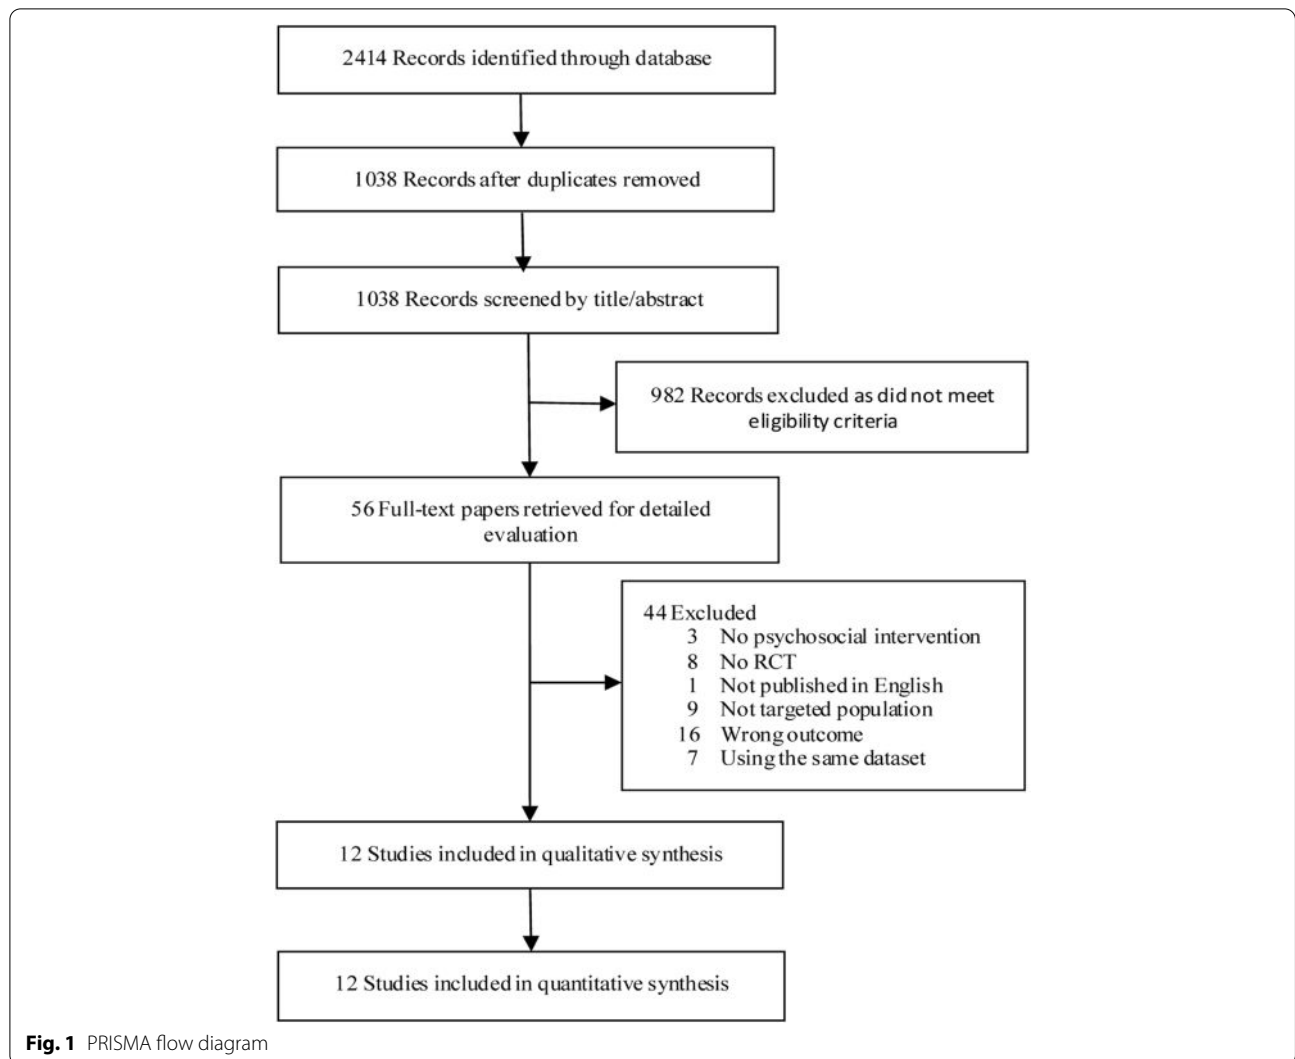 2414 Records identified through database
1038 Records after duplicates removed
1038 Records screened by title/abstract
982 Records excluded as did not meet
eligibility criteria
56 Full-text papers retrieved for detailed
evaluation
44 Excluded
3 No psychosocial intervention
8 No RCT
1 Not published in English
9 Not targeted population
16 Wrong outcome
7 Using the same dataset
12 Studies included in qualitative synthesis
12 Studies included in quantitative synthesis
Fig. 1 PRISMA flow diagram